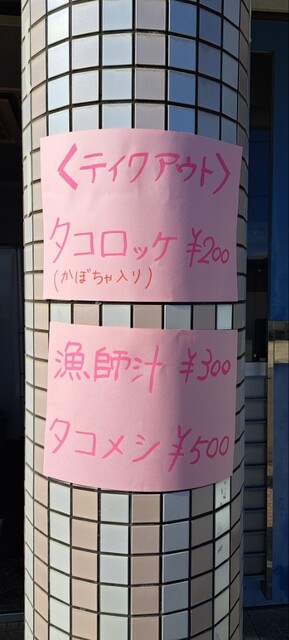 <テイクアウト>
タコロッケ ¥200
(かぼちゃ入り)
漁師汁 ¥300
タコメシ ¥500